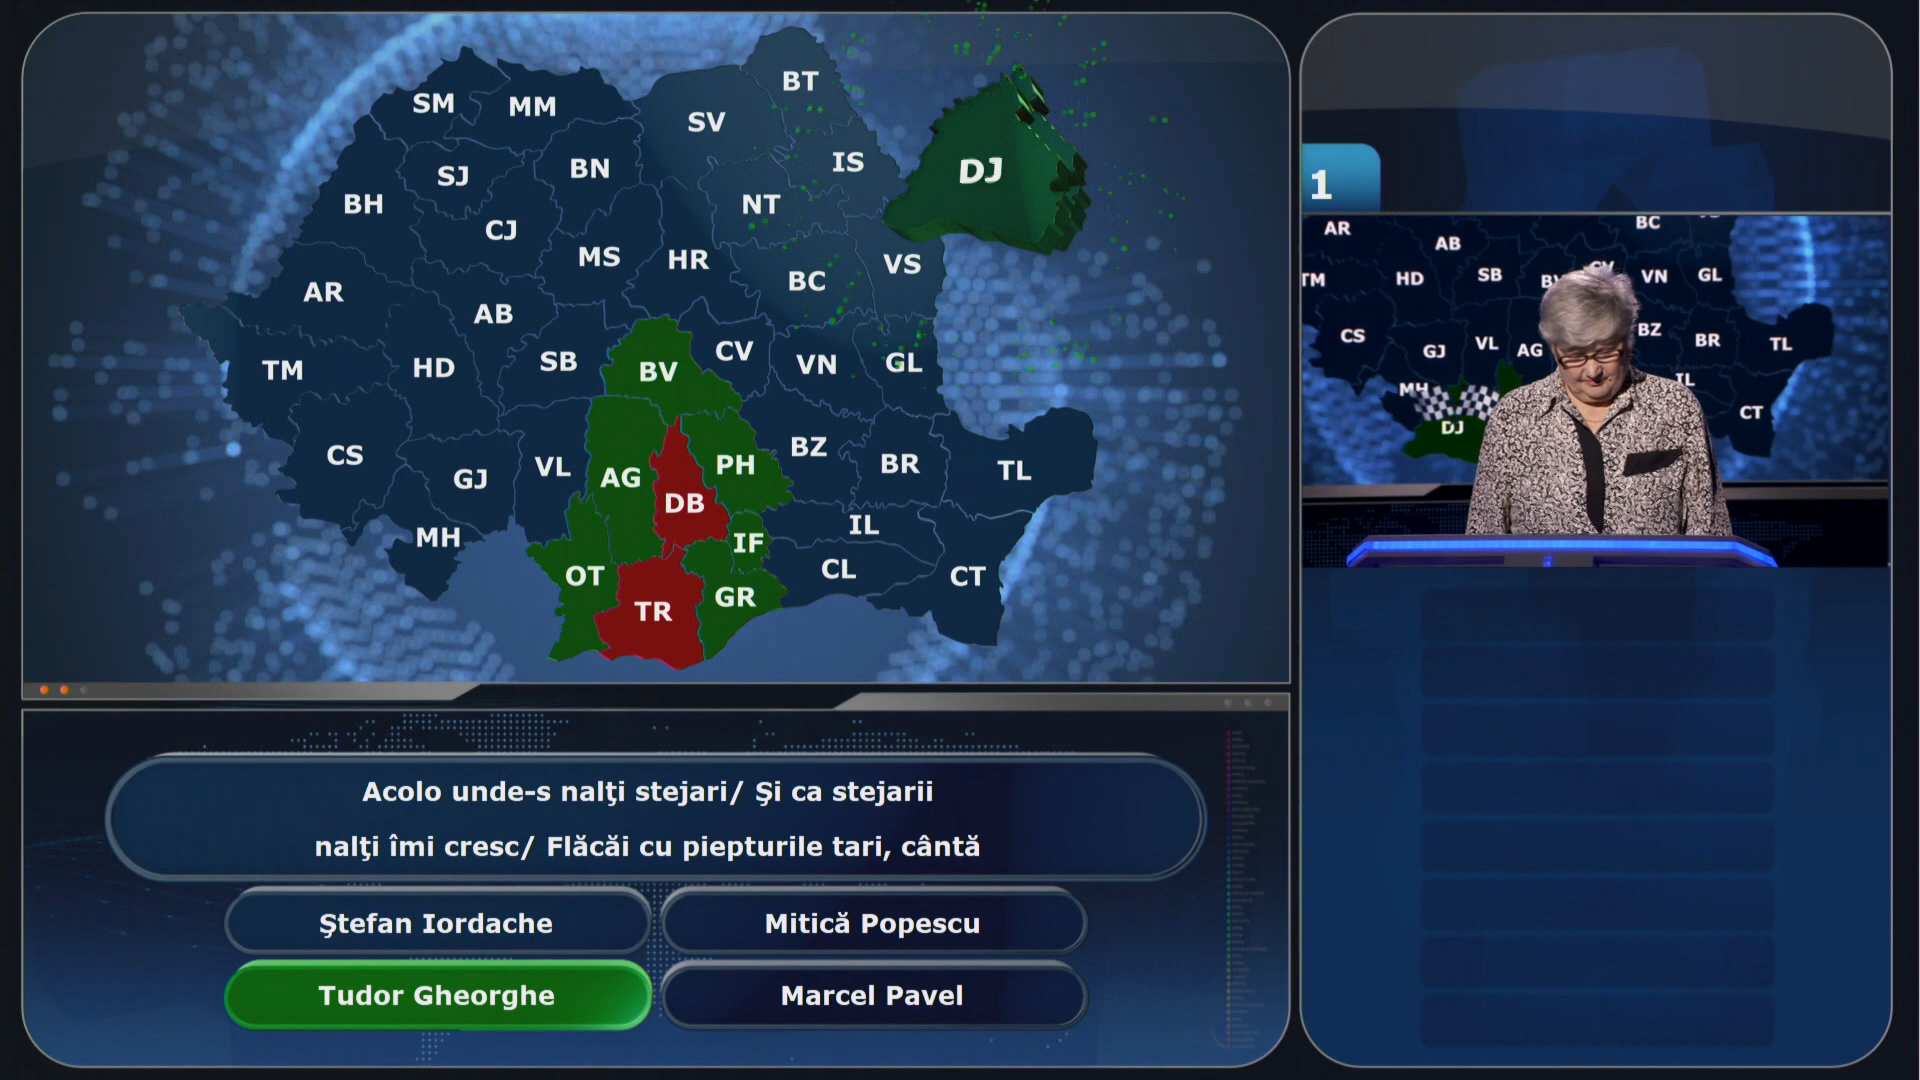 BT
SM
MM
SV
IS
DJ
SJ
BN
BH
NT
CJ
MS
HR
VS
BC
AR
AB
CV
SB
VN
GL
TM
HD
BV
BZ
CS
GJ
VL
AG
PH
BR
TL
DB
MH
IL
IF
OT
CL
CT
TR
GR
1
AR
AB
BC
TM
HD
SB
BV
CV
VN
GL
CS
GJ
VL
AG
BZ
BR
TL
MH
IL
DJ
CT
Acolo unde-s nalţi stejari/ Şi ca stejarii
nalţi îmi cresc/ Flăcăi cu piepturile tari, cântă
Ştefan Iordache
Mitică Popescu
Tudor Gheorghe
Marcel Pavel